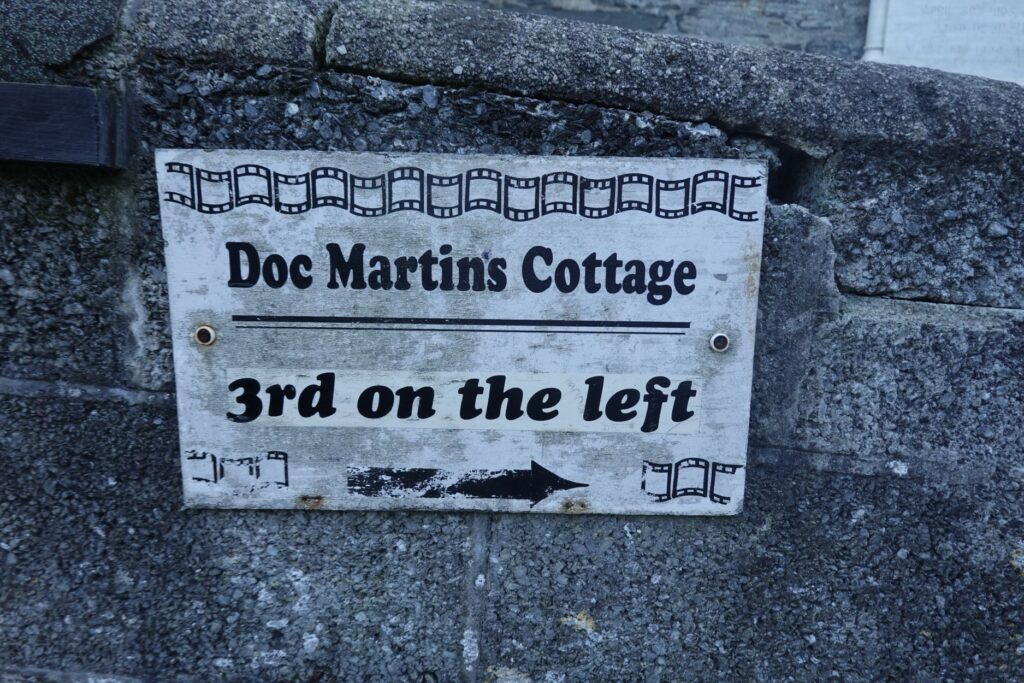 Doc Martins Cottage
3rd on the left